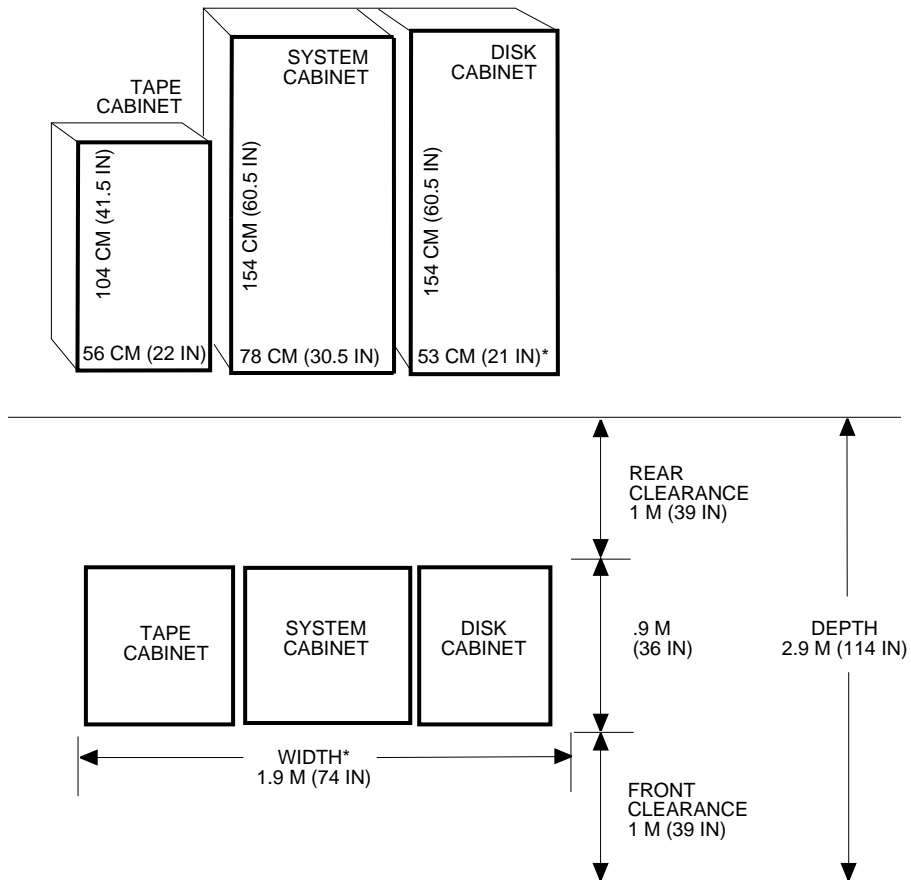 SYSTEM
CABINET
DISK
CABINET
TAPE
CABINET
104 CM (41.5 IN)
154 CM (60.5 IN)
154 CM (60.5 IN)
56 CM (22 IN)
78 CM (30.5 IN)
53 CM (21 IN)*
REAR
CLEARANCE
1 M (39 IN)
TAPE
CABINET
SYSTEM
CABINET
DISK
CABINET
.9 M
(36 IN)
DEPTH
2.9 M (114 IN)
WIDTH*
1.9 M (74 IN)
FRONT
CLEARANCE
1 M (39 IN)